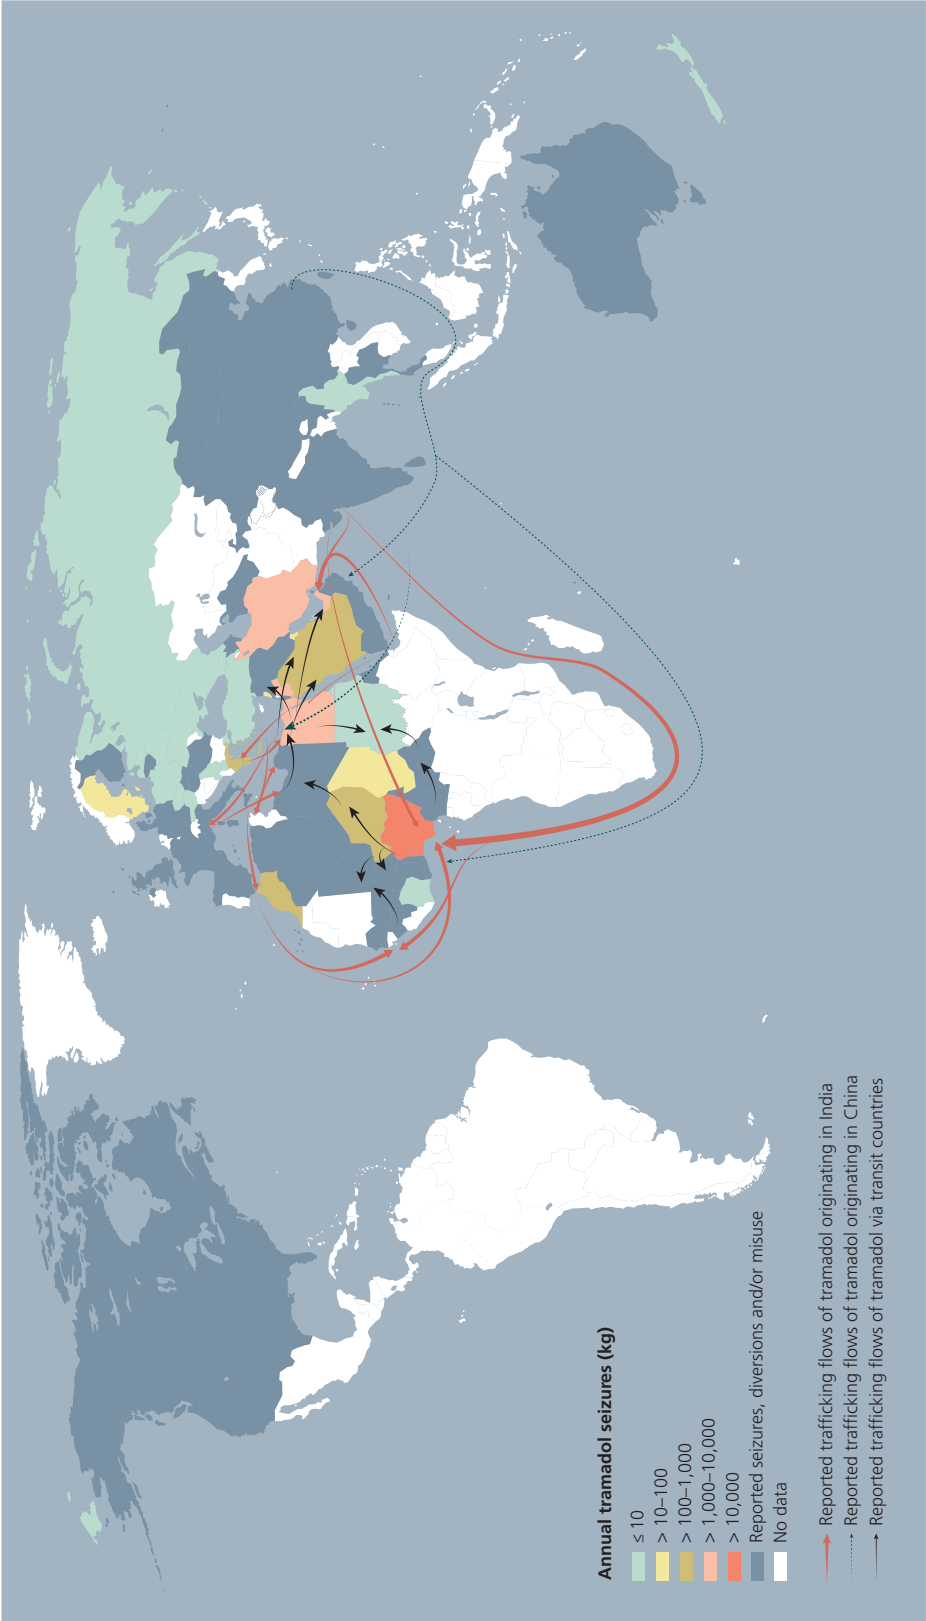 Annual tramadol seizures (kg)
≤ 10
> 10–100
> 100–1,000
> 1,000–10,000
> 10,000
Reported seizures, diversions and/or misuse
No data
Reported trafficking flows of tramadol originating in India
Reported trafficking flows of tramadol originating in China
Reported trafficking flows of tramadol via transit countries